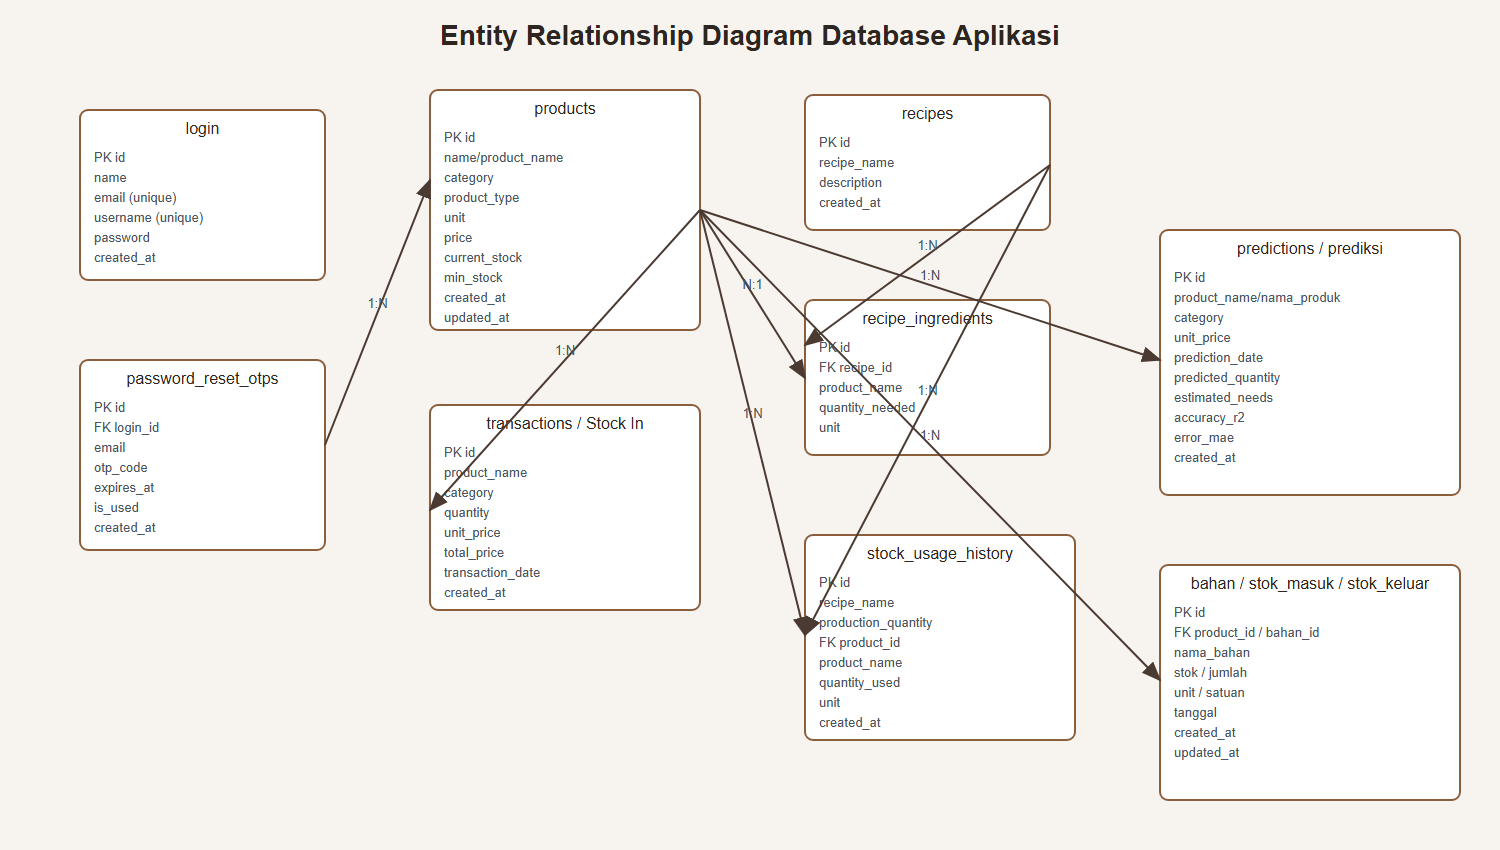 Entity Relationship Diagram Database Aplikasi
login
PK id
name
email (unique)
username (unique)
password
created_at
password_reset_otps
PK id
FK login_id
email
otp_code
expires_at
is_used
created_at
1:N
products
PK id
name/product_name
category
product_type
unit
price
current_stock
min_stock
created_at
updated_at
1:N
transactions / Stock In
PK id
product_name
category
quantity
unit_price
total_price
transaction_date
created_at
recipes
PK id
recipe_name
description
created_at
1:N
1:N
N:1
recipe_ingredients
PK id
FK recipe_id
product_name
quantity_needed
unit
1:N
1:N
1:N
stock_usage_history
PK id
recipe_name
production_quantity
FK product_id
product_name
quantity_used
unit
created_at
predictions / prediksi
PK id
product_name/nama_produk
category
unit_price
prediction_date
predicted_quantity
estimated_needs
accuracy_r2
error_mae
created_at
bahan / stok_masuk / stok_keluar
PK id
FK product_id / bahan_id
nama_bahan
stok / jumlah
unit / satuan
tanggal
created_at
updated_at